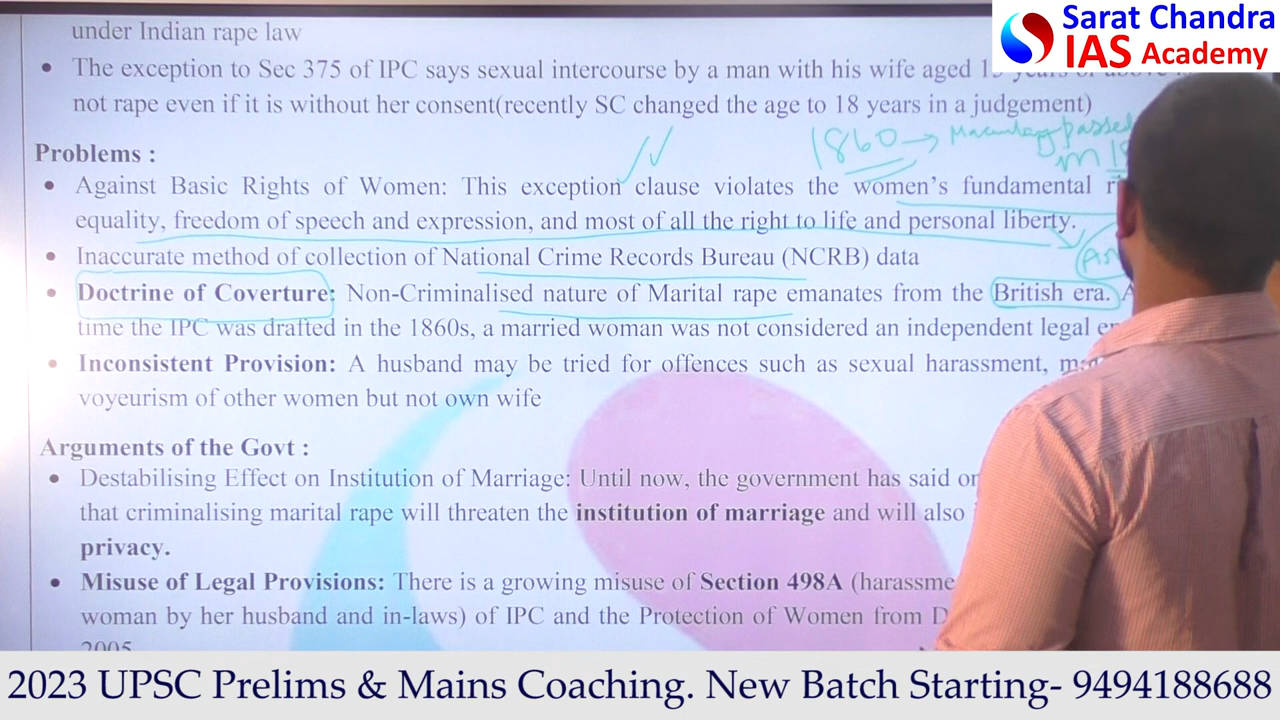 Sarat Chandra
IAS Academy
under Indian rape law
• The exception to Sec 375 of IPC says sexual intercourse by a man with his wife aged
not rape even if it is without her consent(recently SC changed the age to 18 years in a judgement)
1860 → Macaulay passed
Problems :
• Against Basic Rights of Women: This exception clause violates the women's fundamental
equality, freedom of speech and expression, and most of all the right to life and personal liberty.
• Inaccurate method of collection of National Crime Records Bureau (NCRB) data
• Doctrine of Coverture: Non-Criminalised nature of Marital rape emanates from the British era.
time the IPC was drafted in the 1860s, a married woman was not considered an independent legal
• Inconsistent Provision: A husband may be tried for offences such as sexual harassment,
voyeurism of other women but not own wife
Arguments of the Govt :
• Destabilising Effect on Institution of Marriage: Until now, the government has said
that criminalising marital rape will threaten the institution of marriage and will also
privacy.
• Misuse of Legal Provisions: There is a growing misuse of Section 498A
woman by her husband and in-laws) of IPC and the Protection of Women from
2005
2023 UPSC Prelims & Mains Coaching. New Batch Starting- 9494188688